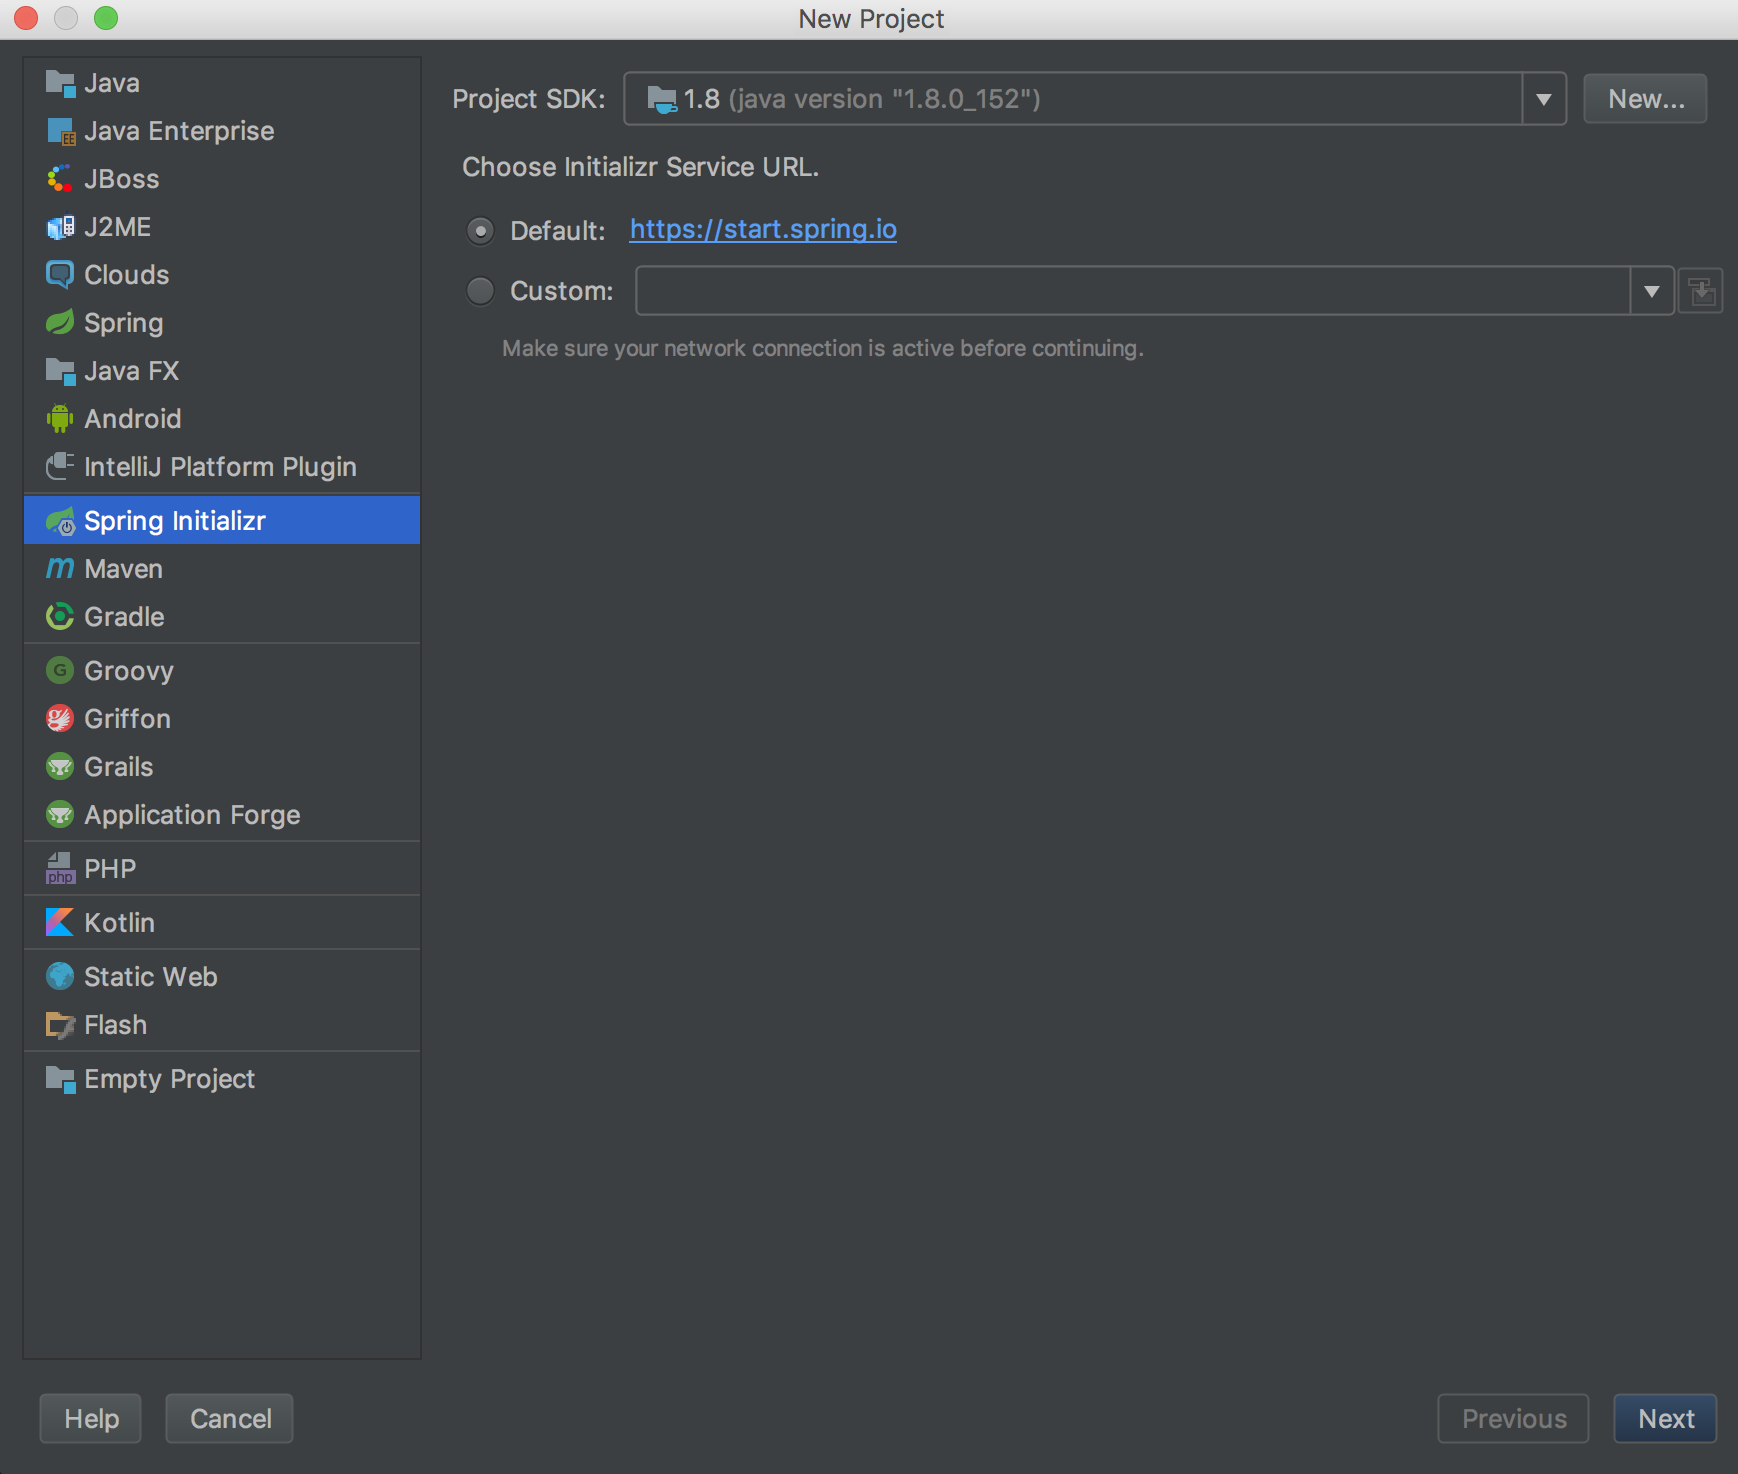 New Project
Java
Java Enterprise
JBoss
J2ME
Clouds
Spring
Java FX
Android
IntelliJ Platform Plugin
Spring Initializr
Maven
Gradle
Groovy
Griffon
Grails
Application Forge
PHP
Kotlin
Static Web
Flash
Empty Project
Project SDK: 1.8 (java version "1.8.0_152") New...
Choose Initializr Service URL.
Default: https://start.spring.io
Custom:
Make sure your network connection is active before continuing.
Help Cancel Previous Next